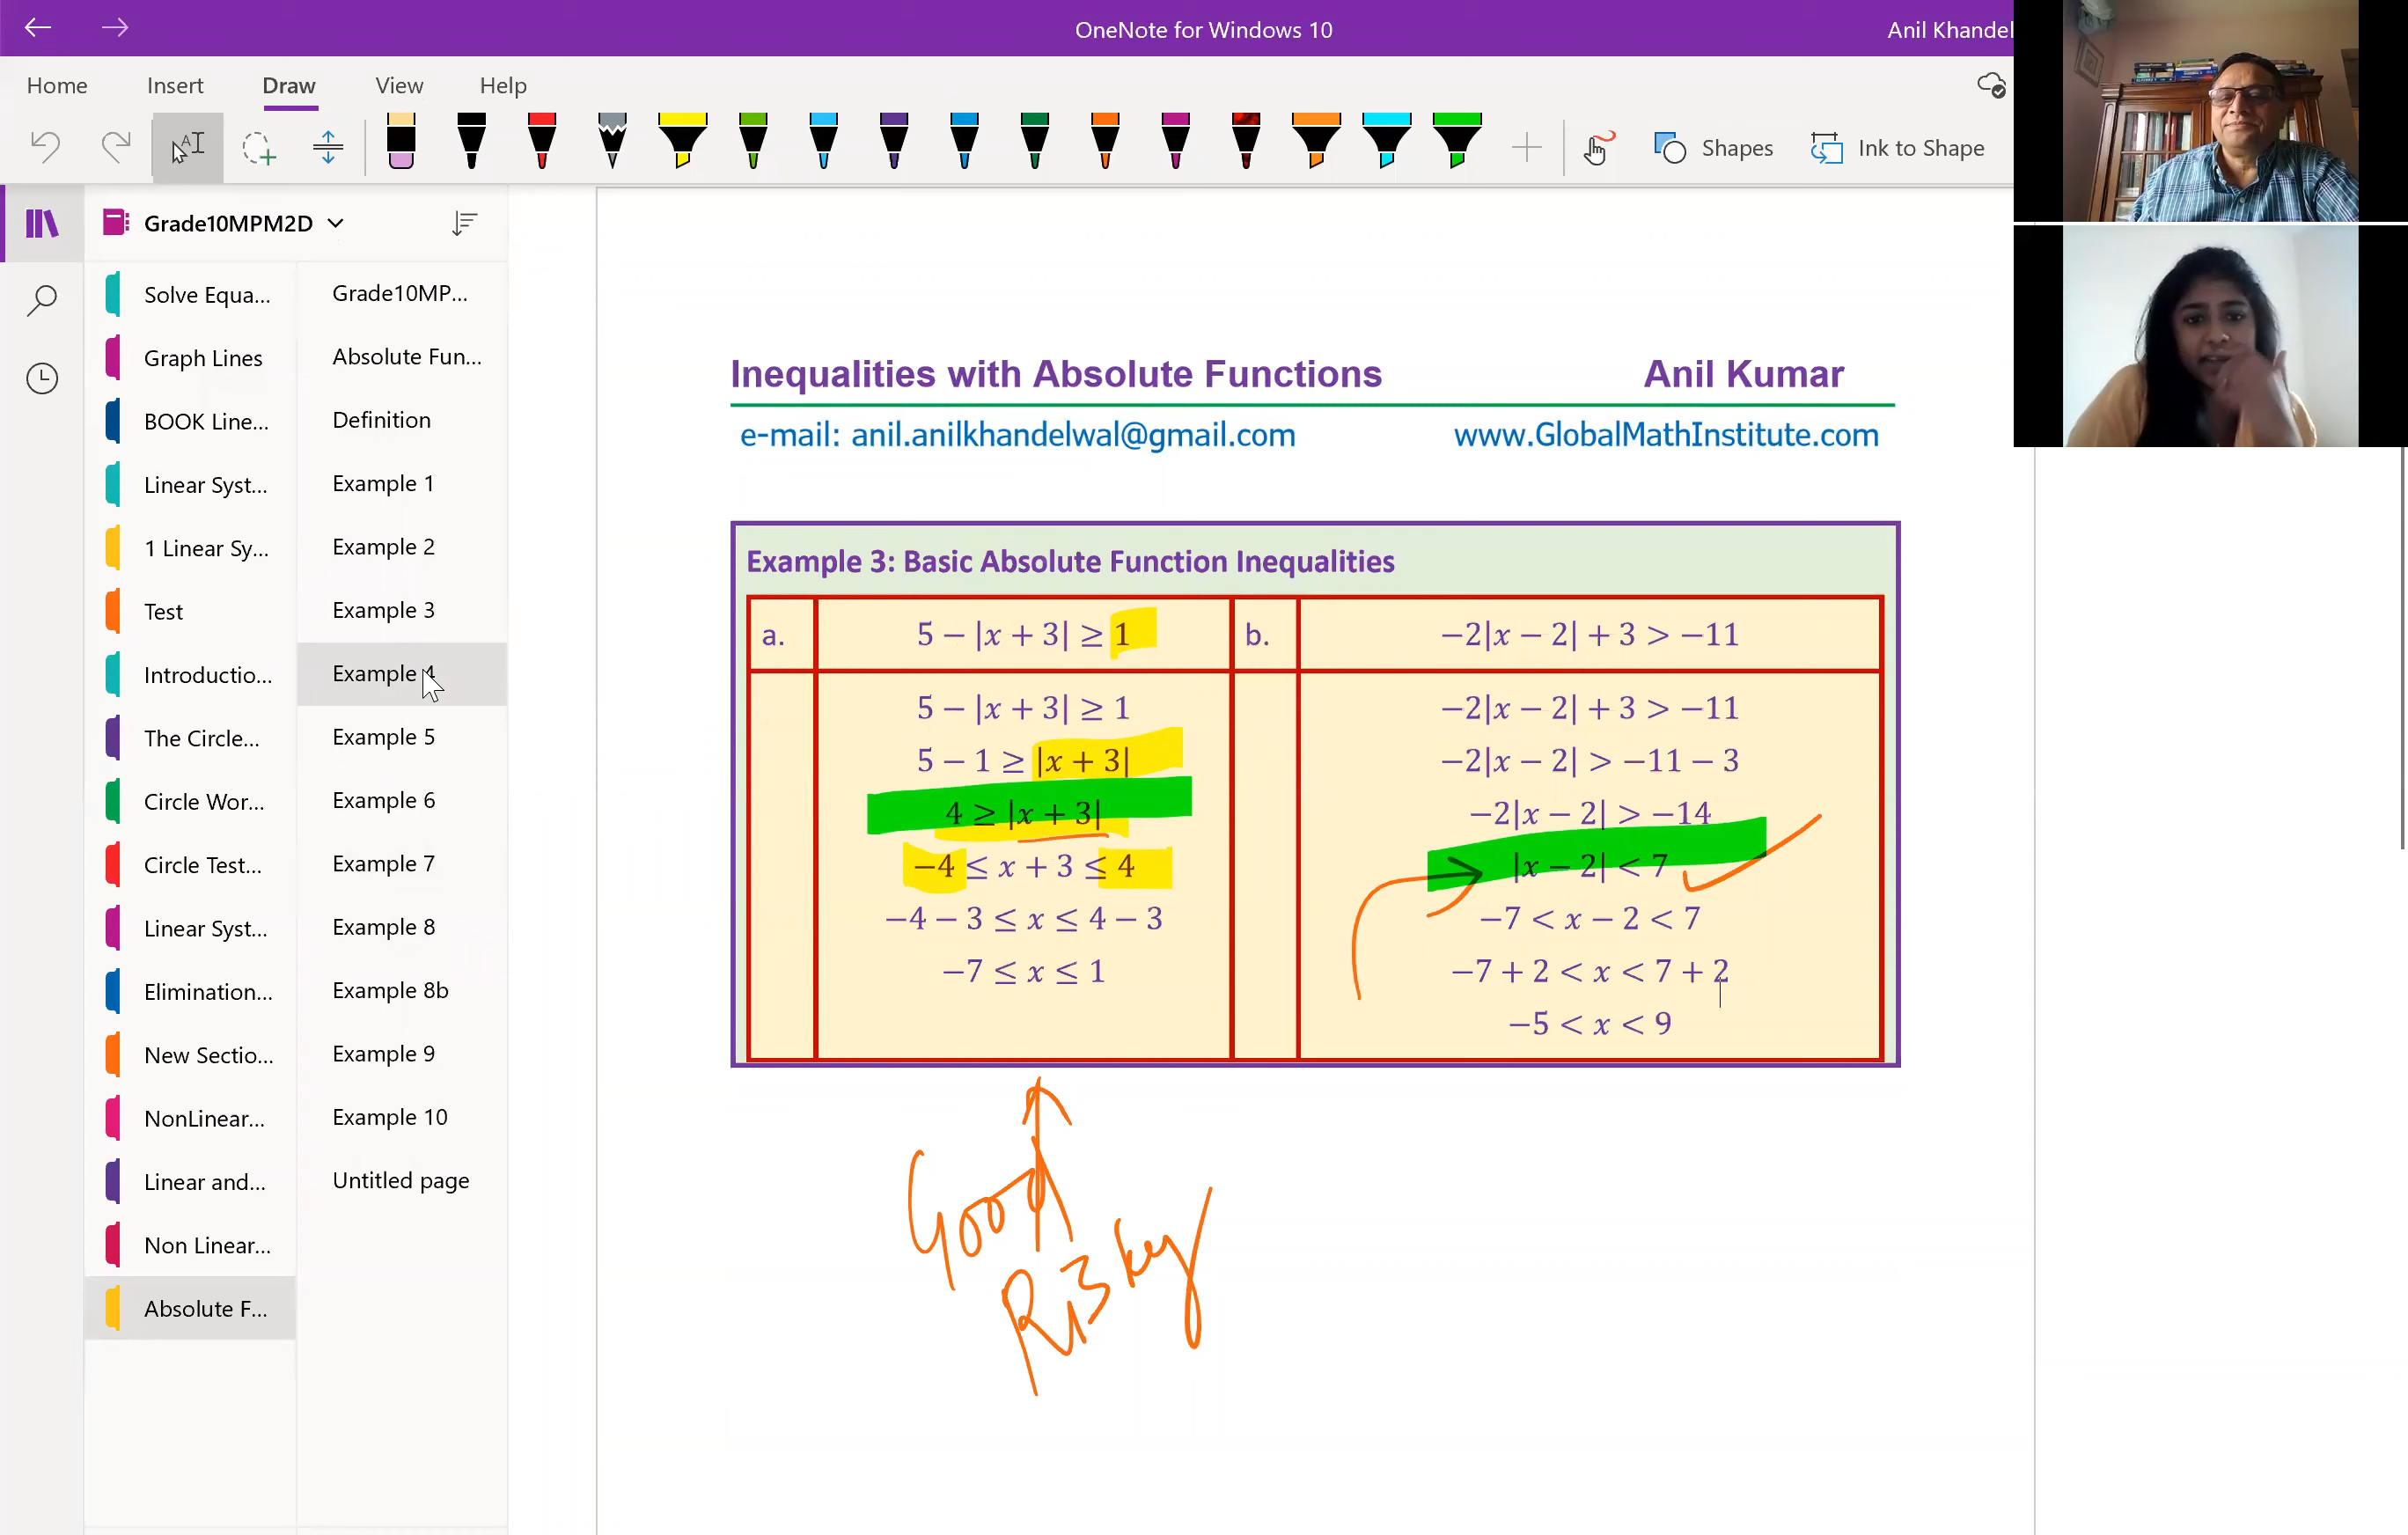 OneNote for Windows 10
Anil Khandel
Home Insert Draw View Help
Shapes Ink to Shape
Grade10MPM2D
Solve Equa...
Graph Lines
BOOK Line...
Linear Syst...
1 Linear Sy...
Test
Introductio...
The Circle...
Circle Wor...
Circle Test...
Linear Syst...
Elimination...
New Sectio...
NonLinear...
Linear and...
Non Linear...
Absolute F...
Grade10MP...
Absolute Fun...
Definition
Example 1
Example 2
Example 3
Example 4
Example 5
Example 6
Example 7
Example 8
Example 8b
Example 9
Example 10
Untitled page
Inequalities with Absolute Functions Anil Kumar
e-mail: anil.anilkhandelwal@gmail.com www.GlobalMathInstitute.com
Example 3: Basic Absolute Function Inequalities
a. 5 − |x + 3| ≥ 1 b. −2|x − 2| + 3 > −11
5 − |x + 3| ≥ 1
5 − 1 ≥ |x + 3|
4 ≥ |x + 3|
−4 ≤ x + 3 ≤ 4
−4 − 3 ≤ x ≤ 4 − 3
−7 ≤ x ≤ 1
−2|x − 2| + 3 > −11
−2|x − 2| > −11 − 3
−2|x − 2| > −14
|x − 2| < 7
−7 < x − 2 < 7
−7 + 2 < x < 7 + 2
−5 < x < 9
Good
Risky